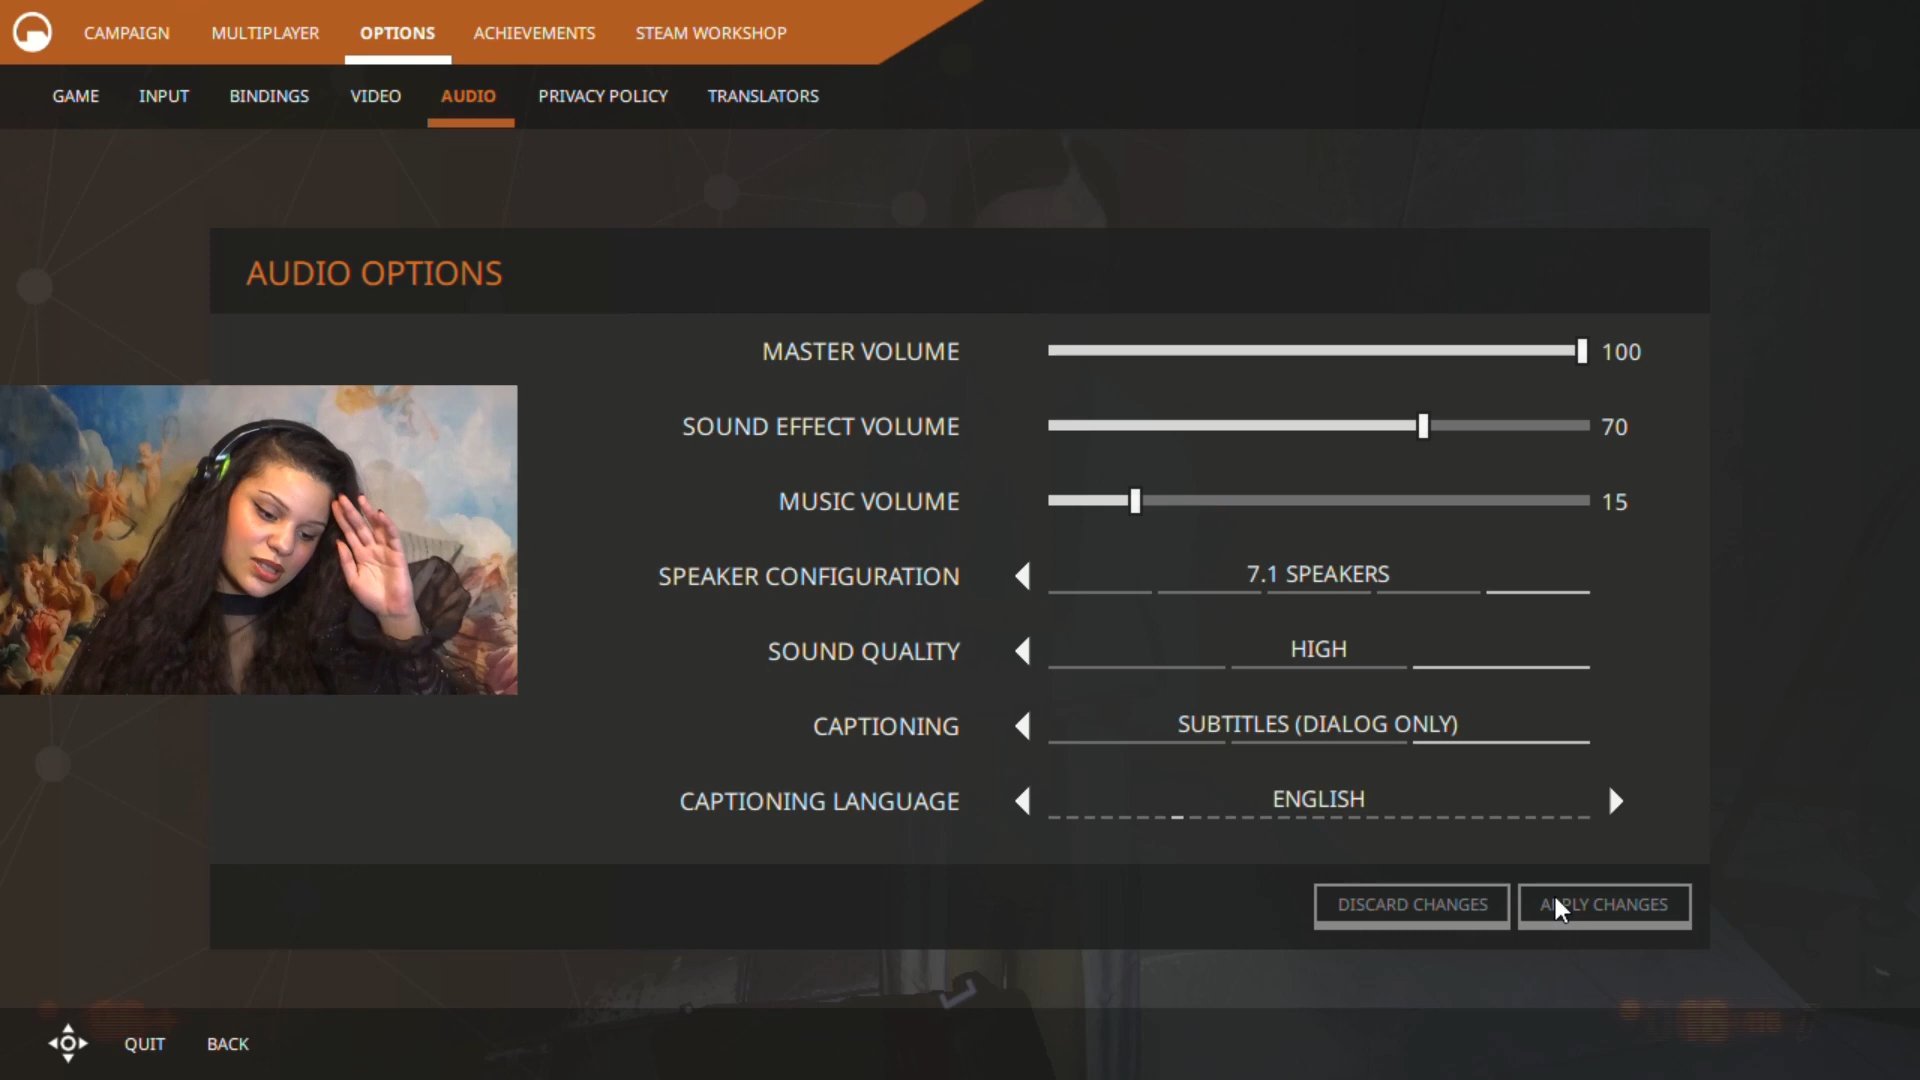 CAMPAIGN MULTIPLAYER OPTIONS ACHIEVEMENTS STEAM WORKSHOP
GAME INPUT BINDINGS VIDEO AUDIO PRIVACY POLICY TRANSLATORS
AUDIO OPTIONS
MASTER VOLUME 100
SOUND EFFECT VOLUME 70
MUSIC VOLUME 15
SPEAKER CONFIGURATION 7.1 SPEAKERS
SOUND QUALITY HIGH
CAPTIONING SUBTITLES (DIALOG ONLY)
CAPTIONING LANGUAGE ENGLISH
DISCARD CHANGES APPLY CHANGES
QUIT BACK